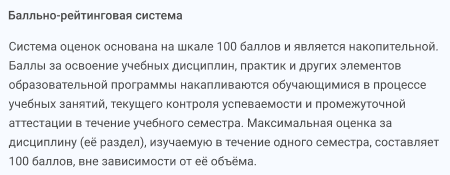 Балльно-рейтинговая система
Система оценок основана на шкале 100 баллов и является накопительной.
Баллы за освоение учебных дисциплин, практик и других элементов
образовательной программы накапливаются обучающимися в процессе
учебных занятий, текущего контроля успеваемости и промежуточной
аттестации в течение учебного семестра. Максимальная оценка за
дисциплину (её раздел), изучаемую в течение одного семестра, составляет
100 баллов, вне зависимости от её объёма.